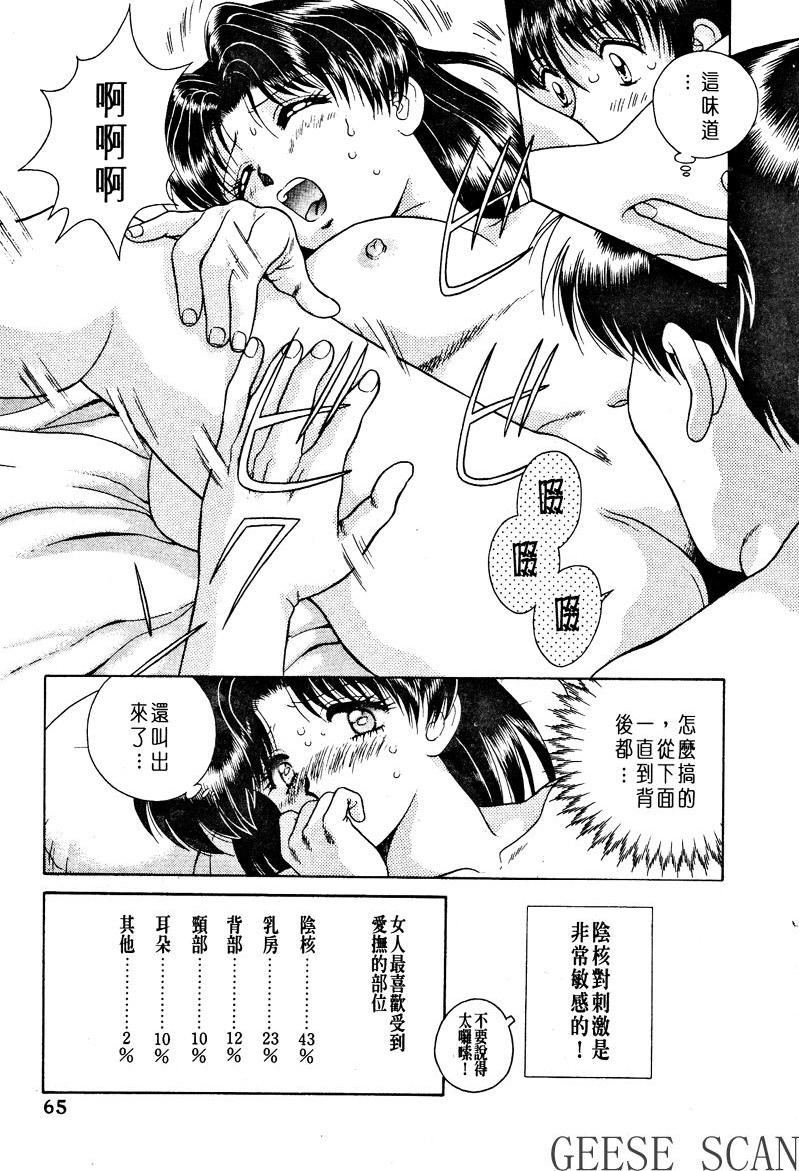 這味道
…
啊啊啊
啜
啜
啜
怎麼搞的
，從下面
一直到背
後都…
還叫出
來了…
陰核對刺激是
非常敏感的！
不要說得
太囉嗦！
女人最喜歡受到
愛撫的部位
陰核…………43%
乳房…………23%
背部…………12%
頸部…………10%
耳朵…………10%
其他…………2%
65
GEESE SCAN